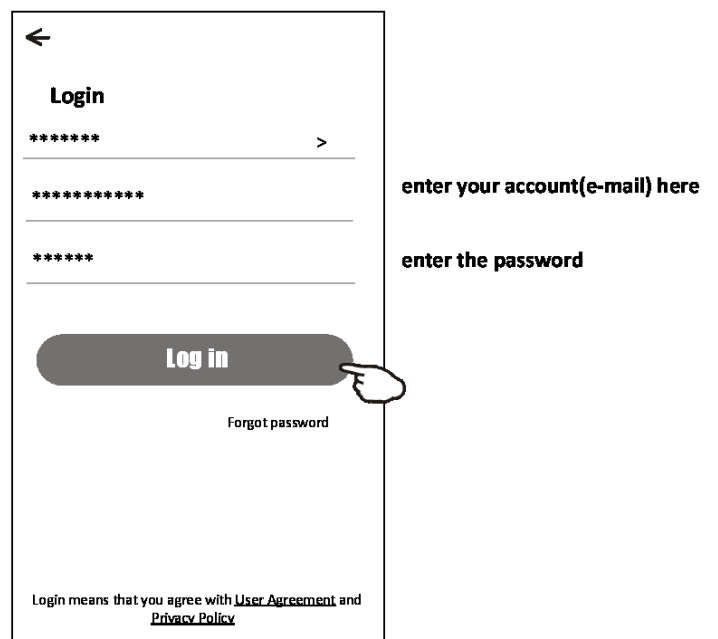 Login
******* >
*********** enter your account(e-mail) here
****** enter the password
Log in
Forgot password
Login means that you agree with User Agreement and
Privacy Policy